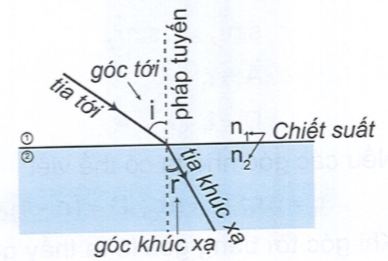 góc tới
pháp tuyến
tia tới
i
n₁
Chiết suất
①
②
n₂
r
tia khúc xạ
góc khúc xạ